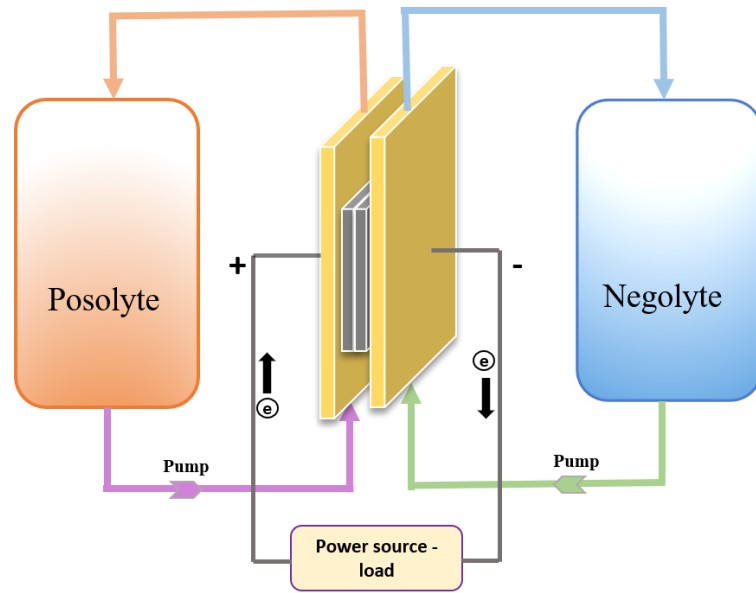 +
-
Posolyte
Negolyte
e
e
Pump
Pump
Power source -
load